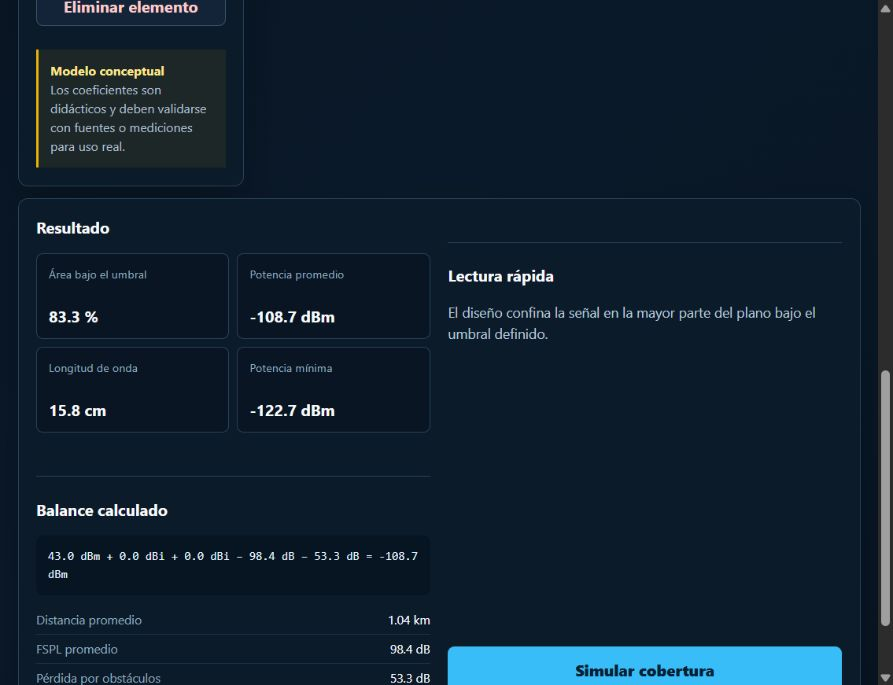 Eliminar elemento
Modelo conceptual
Los coeficientes son
didácticos y deben validarse
con fuentes o mediciones
para uso real.
Resultado
Área bajo el umbral
83.3 %
Potencia promedio
-108.7 dBm
Longitud de onda
15.8 cm
Potencia mínima
-122.7 dBm
Balance calculado
43.0 dBm + 0.0 dBi + 0.0 dBi − 98.4 dB − 53.3 dB = -108.7
dBm
Distancia promedio 1.04 km
FSPL promedio 98.4 dB
Pérdida por obstáculos 53.3 dB
Lectura rápida
El diseño confina la señal en la mayor parte del plano bajo el
umbral definido.
Simular cobertura